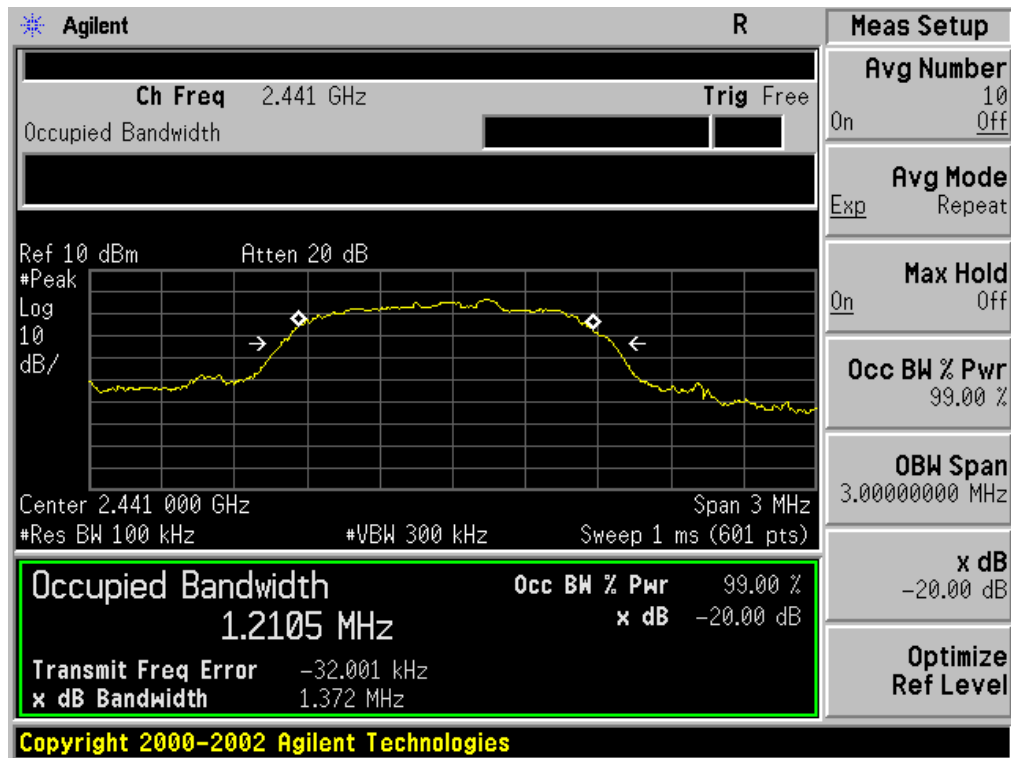 Agilent R Meas Setup
Ch Freq 2.441 GHz Trig Free
Occupied Bandwidth
Ref 10 dBm Atten 20 dB
#Peak
Log
10
dB/
Center 2.441 000 GHz Span 3 MHz
#Res BW 100 kHz #VBW 300 kHz Sweep 1 ms (601 pts)
Occupied Bandwidth Occ BW % Pwr 99.00 %
1.2105 MHz x dB -20.00 dB
Transmit Freq Error -32.001 kHz
x dB Bandwidth 1.372 MHz
Avg Number
10
On Off
Avg Mode
Exp Repeat
Max Hold
On Off
Occ BW % Pwr
99.00 %
OBW Span
3.00000000 MHz
x dB
-20.00 dB
Optimize
Ref Level
Copyright 2000-2002 Agilent Technologies